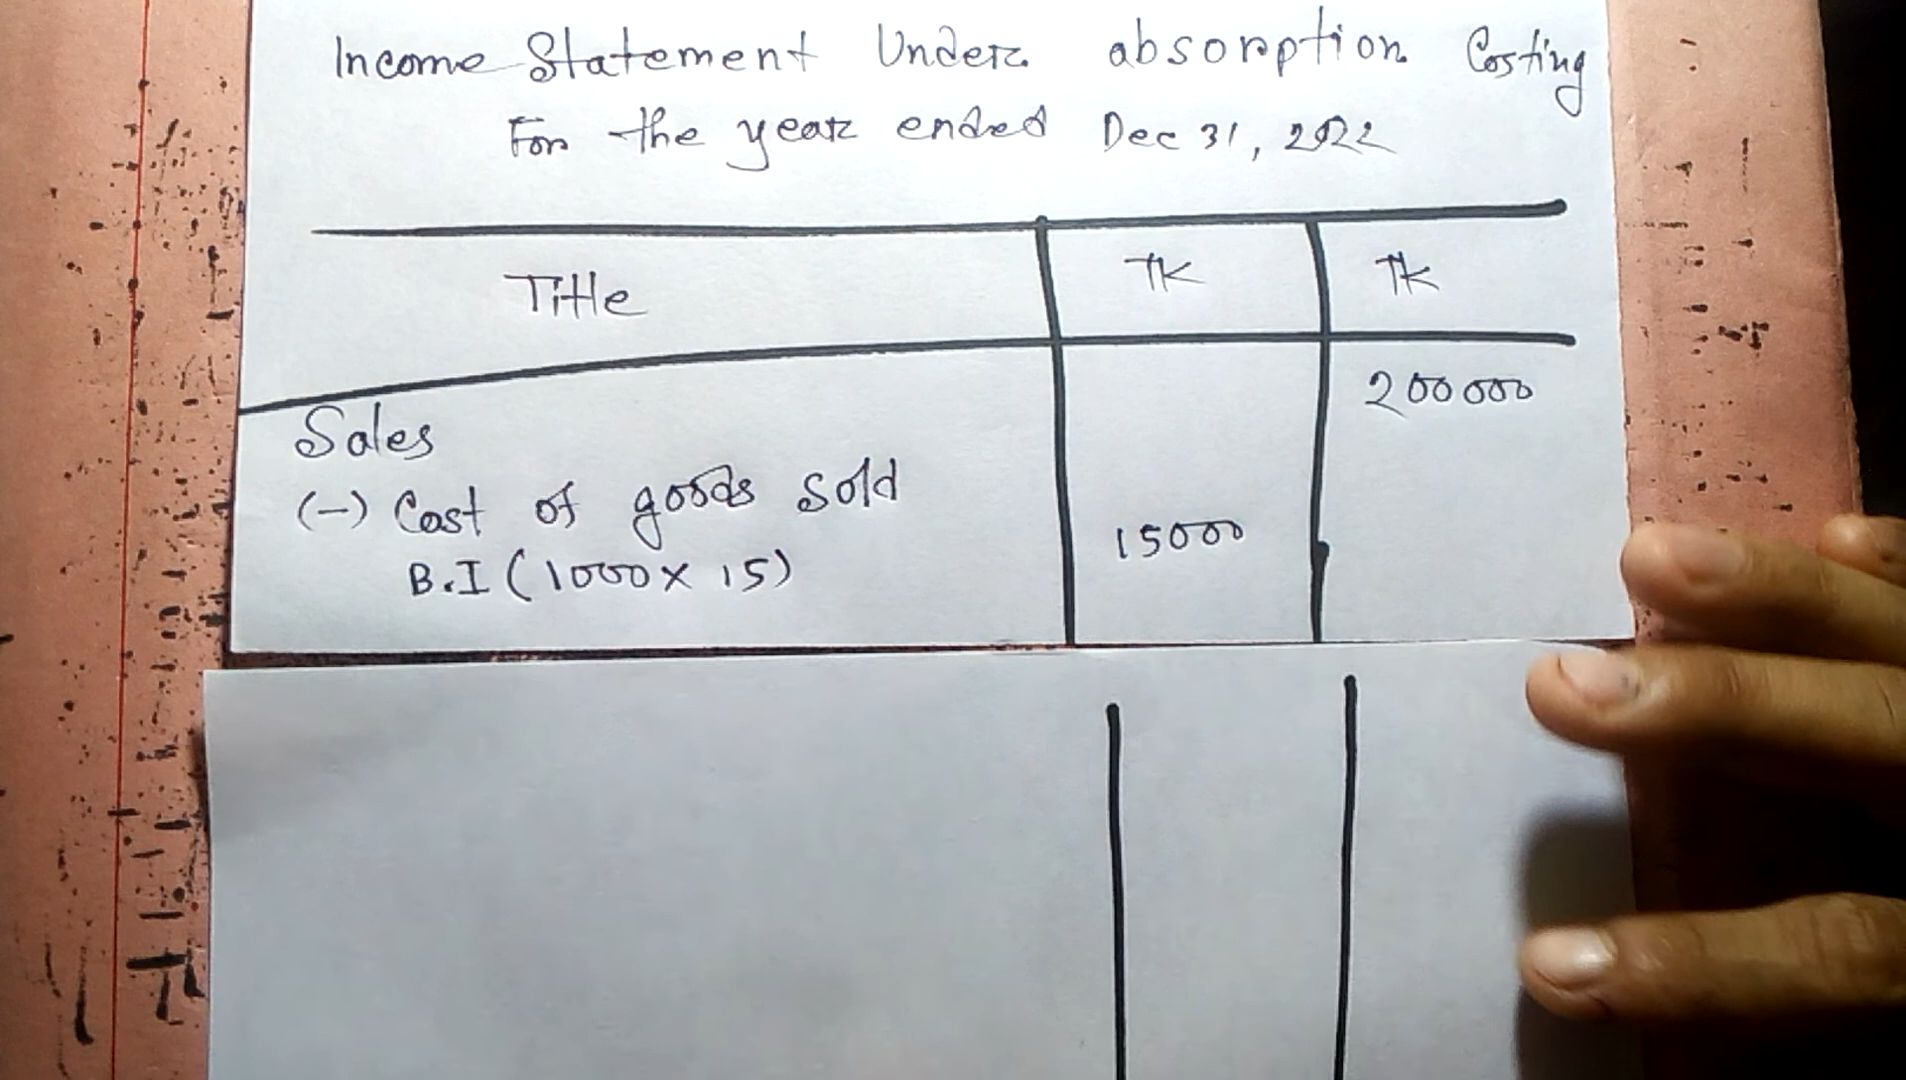 Income Statement Under absorption Costing
For the year ended Dec 31, 2022
Title TK TK
Sales 200000
(-) Cost of goods sold
B.I (1000 x 15) 15000